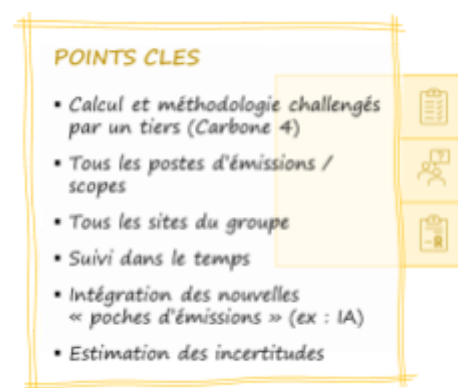 POINTS CLES
▪ Calcul et méthodologie challengés
par un tiers (Carbone 4)
▪ Tous les postes d'émissions /
scopes
▪ Tous les sites du groupe
▪ Suivi dans le temps
▪ Intégration des nouvelles
« poches d'émissions » (ex : IA)
▪ Estimation des incertitudes